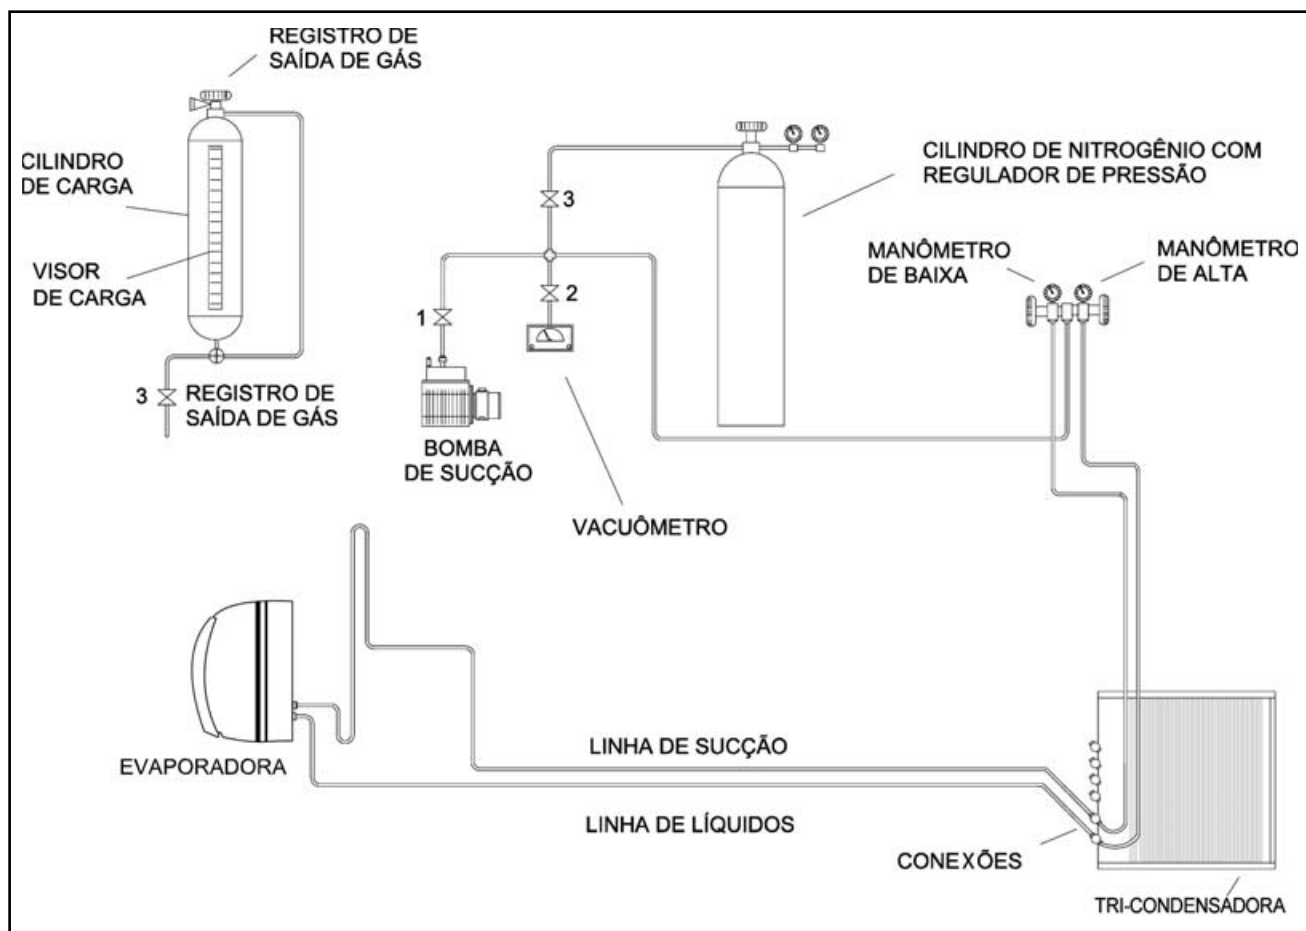 REGISTRO DE
SAÍDA DE GÁS
CILINDRO
DE CARGA
VISOR
DE CARGA
3
REGISTRO DE
SAÍDA DE GÁS
3
2
1
BOMBA
DE SUCÇÃO
VACUÔMETRO
CILINDRO DE NITROGÊNIO COM
REGULADOR DE PRESSÃO
MANÔMETRO
DE BAIXA
MANÔMETRO
DE ALTA
EVAPORADORA
LINHA DE SUCÇÃO
LINHA DE LÍQUIDOS
CONEXÕES
TRI-CONDENSADORA